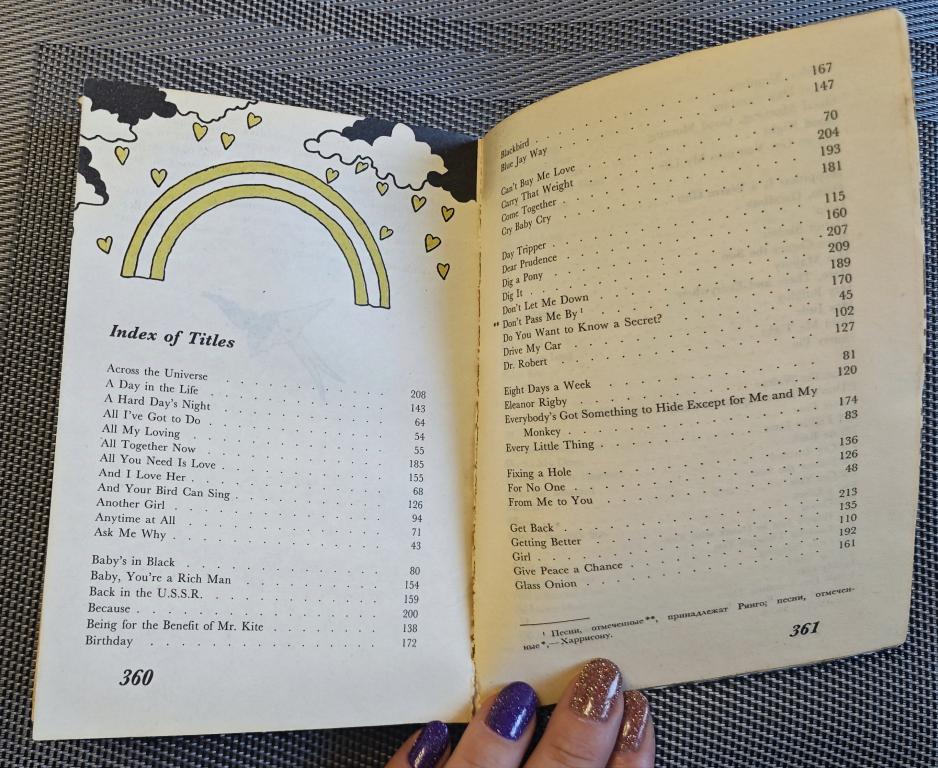 Index of Titles
Across the Universe . . . . . . . . . . 208
A Day in the Life . . . . . . . . . . 143
A Hard Day's Night . . . . . . . . . . 64
All I've Got to Do . . . . . . . . . . 54
All My Loving . . . . . . . . . . 55
All Together Now . . . . . . . . . . 185
All You Need Is Love . . . . . . . . . . 155
And I Love Her . . . . . . . . . . 68
And Your Bird Can Sing . . . . . . . . . . 126
Another Girl . . . . . . . . . . 94
Anytime at All . . . . . . . . . . 71
Ask Me Why . . . . . . . . . . 43
Baby's in Black . . . . . . . . . . 80
Baby, You're a Rich Man . . . . . . . . . . 154
Back in the U.S.S.R. . . . . . . . . . . 159
Because . . . . . . . . . . 200
Being for the Benefit of Mr. Kite . . . . . . . . . . 138
Birthday . . . . . . . . . . 172
360
Blackbird . . . . . . . . . . 167
Blue Jay Way . . . . . . . . . . 147
Can't Buy Me Love . . . . . . . . . . 70
Carry That Weight . . . . . . . . . . 204
Come Together . . . . . . . . . . 193
Cry Baby Cry . . . . . . . . . . 181
Day Tripper . . . . . . . . . . 115
Dear Prudence . . . . . . . . . . 160
Dig a Pony . . . . . . . . . . 207
Dig It . . . . . . . . . . 209
Don't Let Me Down . . . . . . . . . . 189
** Don't Pass Me By ¹ . . . . . . . . . . 170
Do You Want to Know a Secret? . . . . . . . . . . 45
Drive My Car . . . . . . . . . . 102
Dr. Robert . . . . . . . . . . 127
Eight Days a Week . . . . . . . . . . 81
Eleanor Rigby . . . . . . . . . . 120
Everybody's Got Something to Hide Except for Me and My
Monkey . . . . . . . . . . 174
Every Little Thing . . . . . . . . . . 83
Fixing a Hole . . . . . . . . . . 136
For No One . . . . . . . . . . 126
From Me to You . . . . . . . . . . 48
Get Back . . . . . . . . . . 213
Getting Better . . . . . . . . . . 135
Girl . . . . . . . . . . 110
Give Peace a Chance . . . . . . . . . . 192
Glass Onion . . . . . . . . . . 161
¹ Песни, отмеченные **, принадлежат Ринго; песни, отмечен-
ные *,— Харрисону.
361